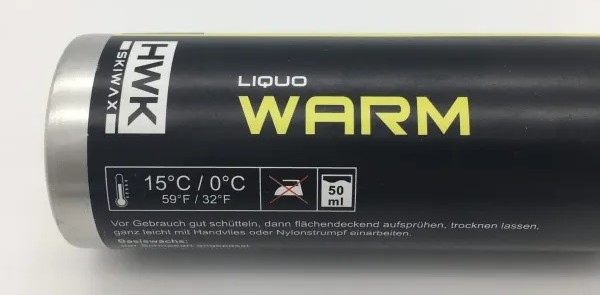 HWK
SKIWAX
LIQUO
WARM
15°C / 0°C
59°F / 32°F
50
ml
Vor Gebrauch gut schütteln, dann flächendeckend aufsprühen, trocknen lassen,
ganz leicht mit Handvlies oder Nylonstrumpf einarbeiten.
Basiswachs: